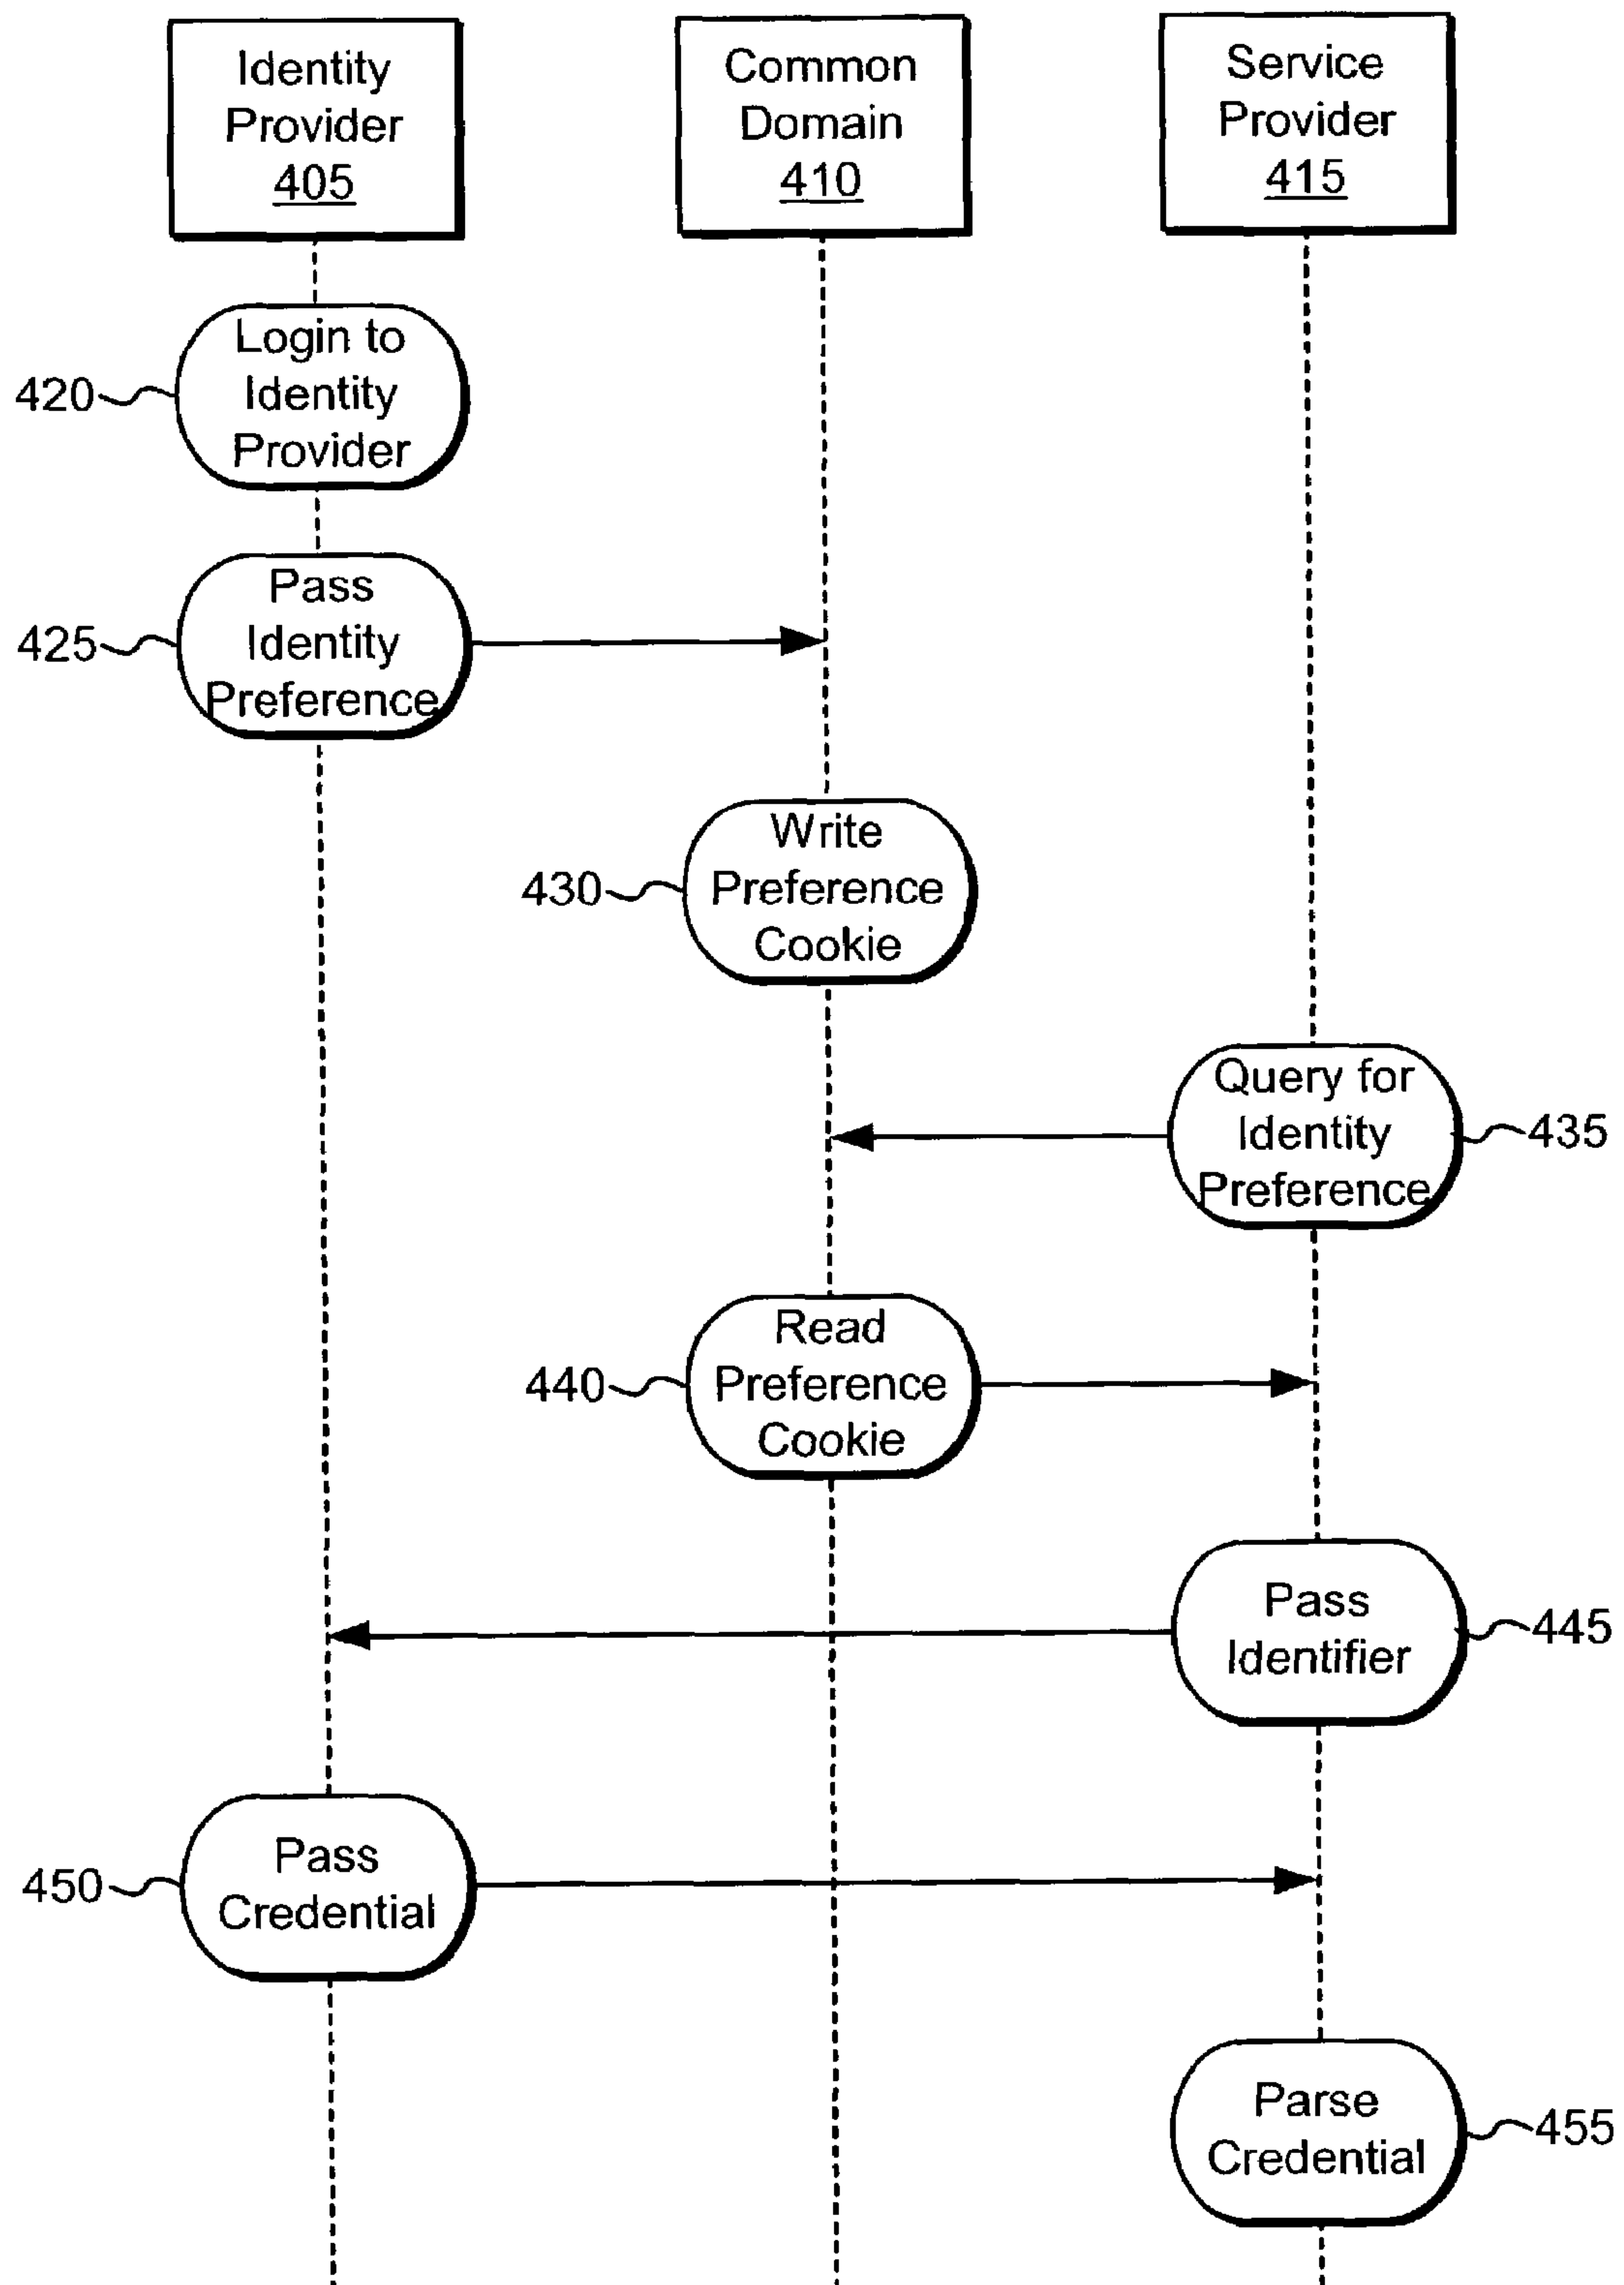 Identity
Provider
405
Common
Domain
410
Service
Provider
415
Login to
Identity
Provider
420
Pass
Identity
Preference
425
Write
Preference
Cookie
430
Query for
Identity
Preference
435
Read
Preference
Cookie
440
Pass
Identifier
445
Pass
Credential
450
Parse
Credential
455